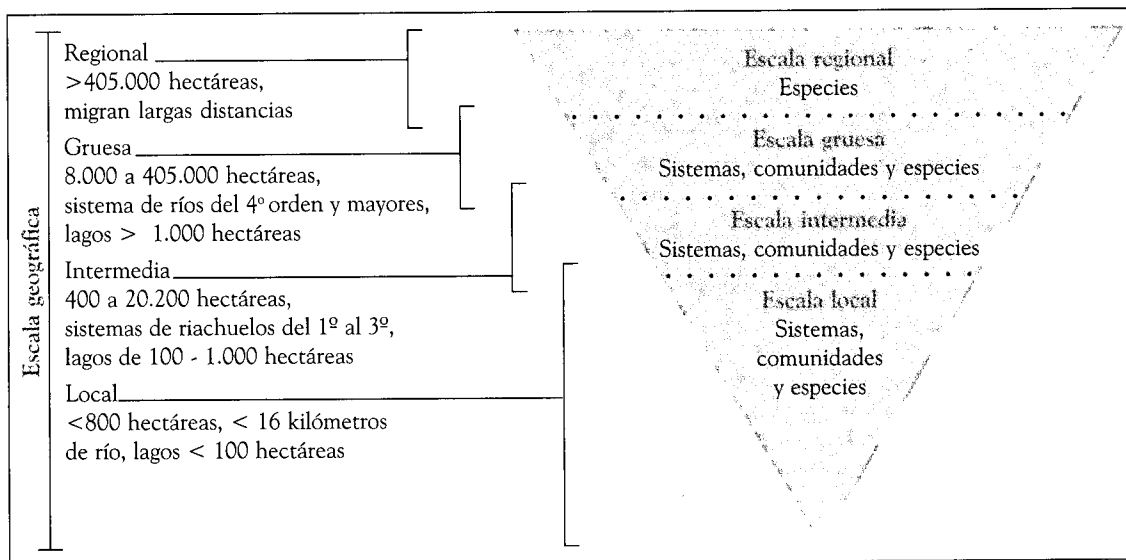 Escala geográfica
Regional
>405.000 hectáreas,
migran largas distancias
Gruesa
8.000 a 405.000 hectáreas,
sistema de ríos del 4º orden y mayores,
lagos > 1.000 hectáreas
Intermedia
400 a 20.200 hectáreas,
sistemas de riachuelos del 1º al 3º,
lagos de 100 - 1.000 hectáreas
Local
<800 hectáreas, < 16 kilómetros
de río, lagos < 100 hectáreas
Escala regional
Especies
Escala gruesa
Sistemas, comunidades y especies
Escala intermedia
Sistemas, comunidades y especies
Escala local
Sistemas,
comunidades
y especies